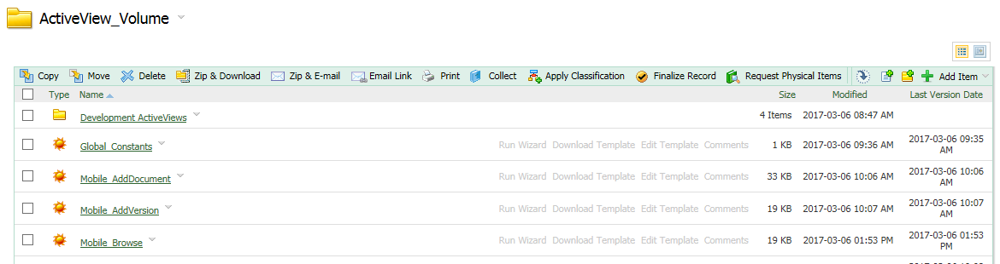 ActiveView_Volume
Copy Move Delete Zip & Download Zip & E-mail Email Link Print Collect Apply Classification Finalize Record Request Physical Items Add Item
Type Name Size Modified Last Version Date
Development ActiveViews 4 Items 2017-03-06 08:47 AM
Global_Constants Run Wizard Download Template Edit Template Comments 1 KB 2017-03-06 09:36 AM 2017-03-06 09:35 AM
Mobile_AddDocument Run Wizard Download Template Edit Template Comments 33 KB 2017-03-06 10:06 AM 2017-03-06 10:06 AM
Mobile_AddVersion Run Wizard Download Template Edit Template Comments 19 KB 2017-03-06 10:07 AM 2017-03-06 10:07 AM
Mobile_Browse Run Wizard Download Template Edit Template Comments 19 KB 2017-03-06 01:53 PM 2017-03-06 01:53 PM